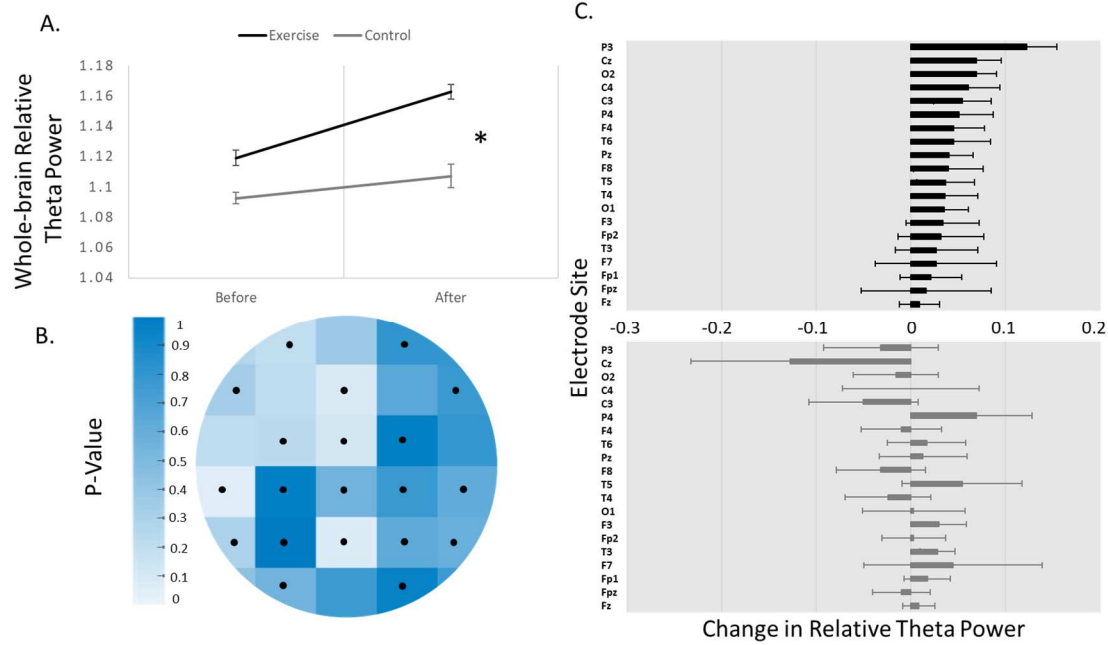 A.
Exercise
Control
Whole-brain Relative
Theta Power
1.18
1.16
1.14
1.12
1.1
1.08
1.06
1.04
Before
After
*
B.
P-Value
1
0.9
0.8
0.7
0.6
0.5
0.4
0.3
0.2
0.1
0
C.
Electrode Site
P3
Cz
O2
C4
C3
P4
F4
T6
Pz
F8
T5
T4
O1
F3
Fp2
T3
F7
Fp1
Fpz
Fz
-0.3
-0.2
-0.1
0
0.1
0.2
P3
Cz
O2
C4
C3
P4
F4
T6
Pz
F8
T5
T4
O1
F3
Fp2
T3
F7
Fp1
Fpz
Fz
Change in Relative Theta Power